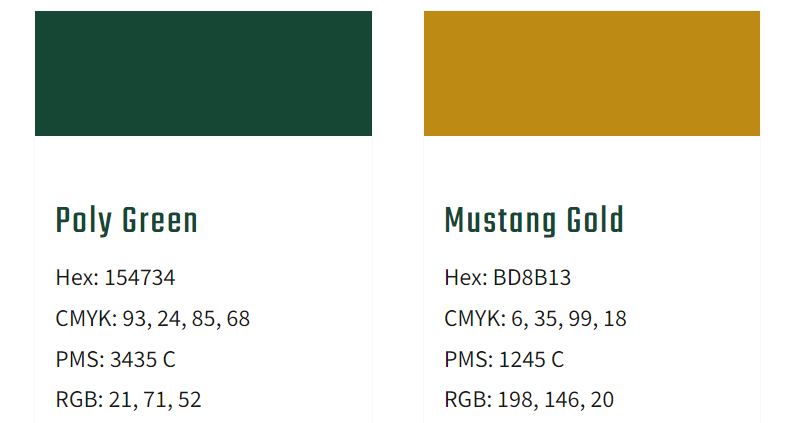 Poly Green
Hex: 154734
CMYK: 93, 24, 85, 68
PMS: 3435 C
RGB: 21, 71, 52
Mustang Gold
Hex: BD8B13
CMYK: 6, 35, 99, 18
PMS: 1245 C
RGB: 198, 146, 20